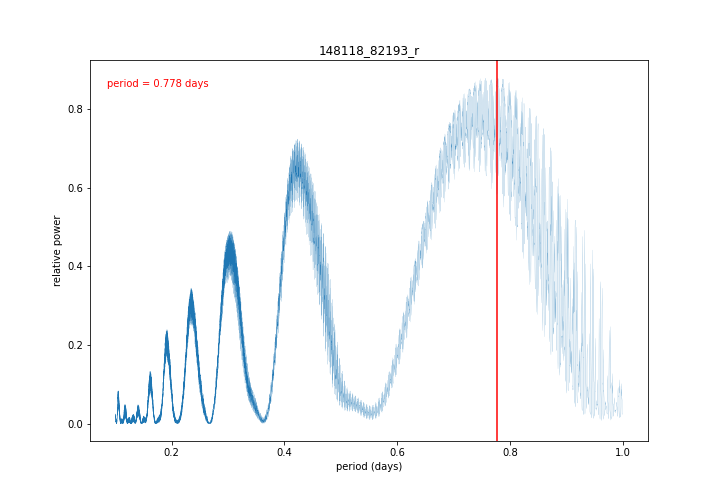 148118_82193_r
period = 0.778 days
relative power
0.8
0.6
0.4
0.2
0.0
0.2 0.4 0.6 0.8 1.0
period (days)